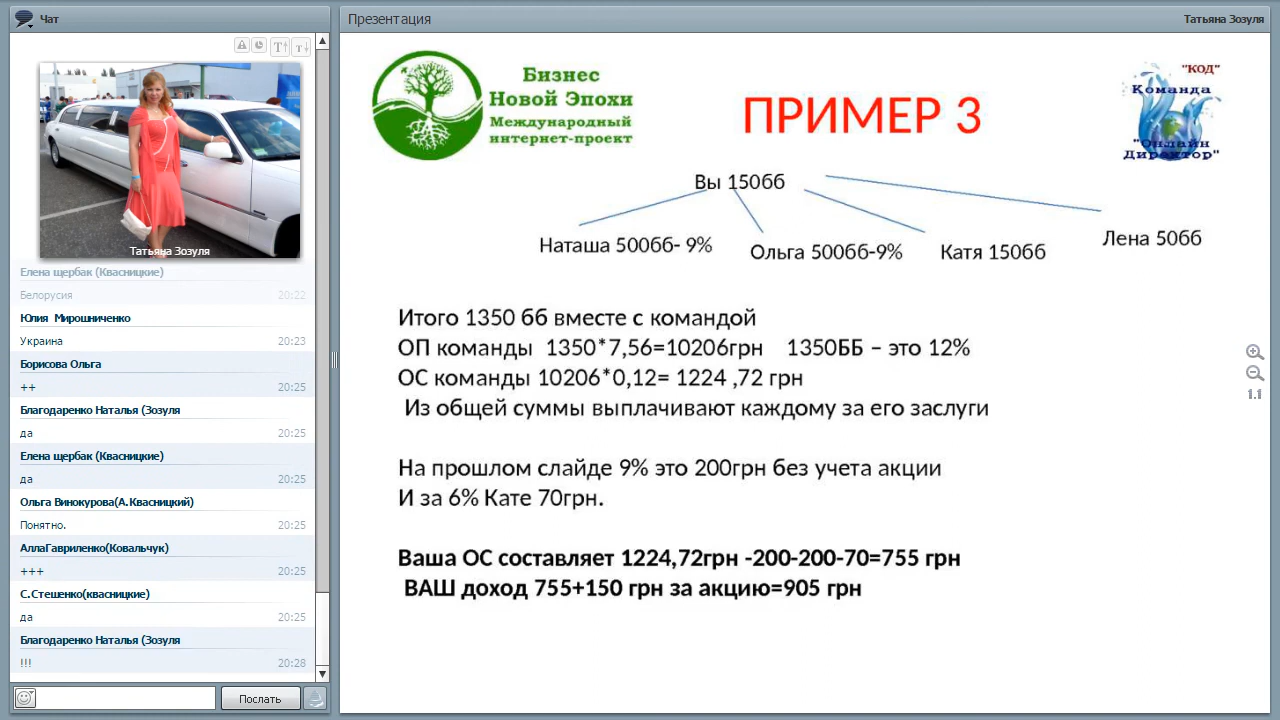 Чат
Татьяна Зозуля
Елена щербак (Квасницкие)
Белорусия 20:22
Юлия Мирошниченко
Украина 20:23
Борисова Ольга
++ 20:25
Благодаренко Наталья (Зозуля
да 20:25
Елена щербак (Квасницкие)
да 20:25
Ольга Винокурова(А.Квасницкий)
Понятно. 20:25
АллаГавриленко(Ковальчук)
+++ 20:25
С.Стешенко(квасницкие)
да 20:25
Благодаренко Наталья (Зозуля
!!! 20:28
Послать
Презентация
Татьяна Зозуля
Бизнес
Новой Эпохи
Международный
интернет-проект
ПРИМЕР 3
"КОД"
Команда
"Онлайн
Директор"
Вы 150бб
Наташа 500бб- 9%
Ольга 500бб-9%
Катя 150бб
Лена 50бб
Итого 1350 бб вместе с командой
ОП команды 1350*7,56=10206грн 1350ББ – это 12%
ОС команды 10206*0,12= 1224 ,72 грн
Из общей суммы выплачивают каждому за его заслуги
На прошлом слайде 9% это 200грн без учета акции
И за 6% Кате 70грн.
Ваша ОС составляет 1224,72грн -200-200-70=755 грн
ВАШ доход 755+150 грн за акцию=905 грн
1.1